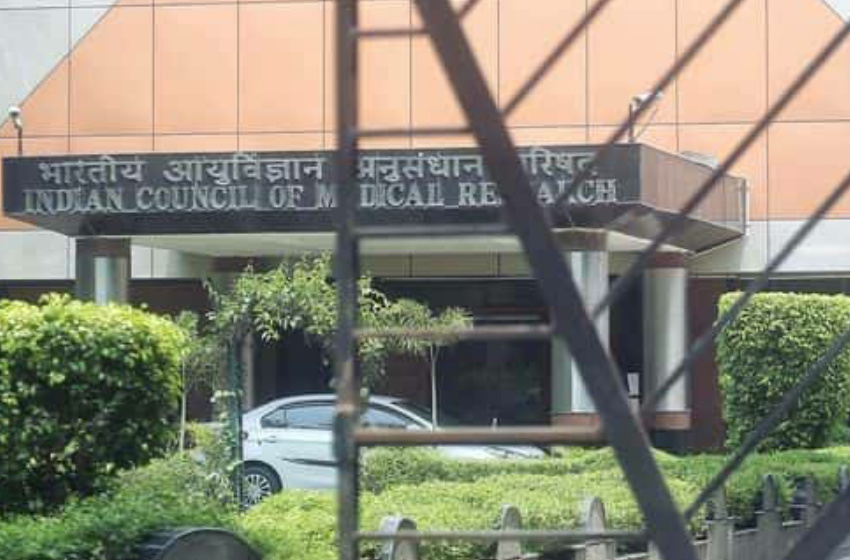 भारतीय आयुर्विज्ञान अनुसंधान परिषद
INDIAN COUNCIL OF MEDICAL RESEARCH